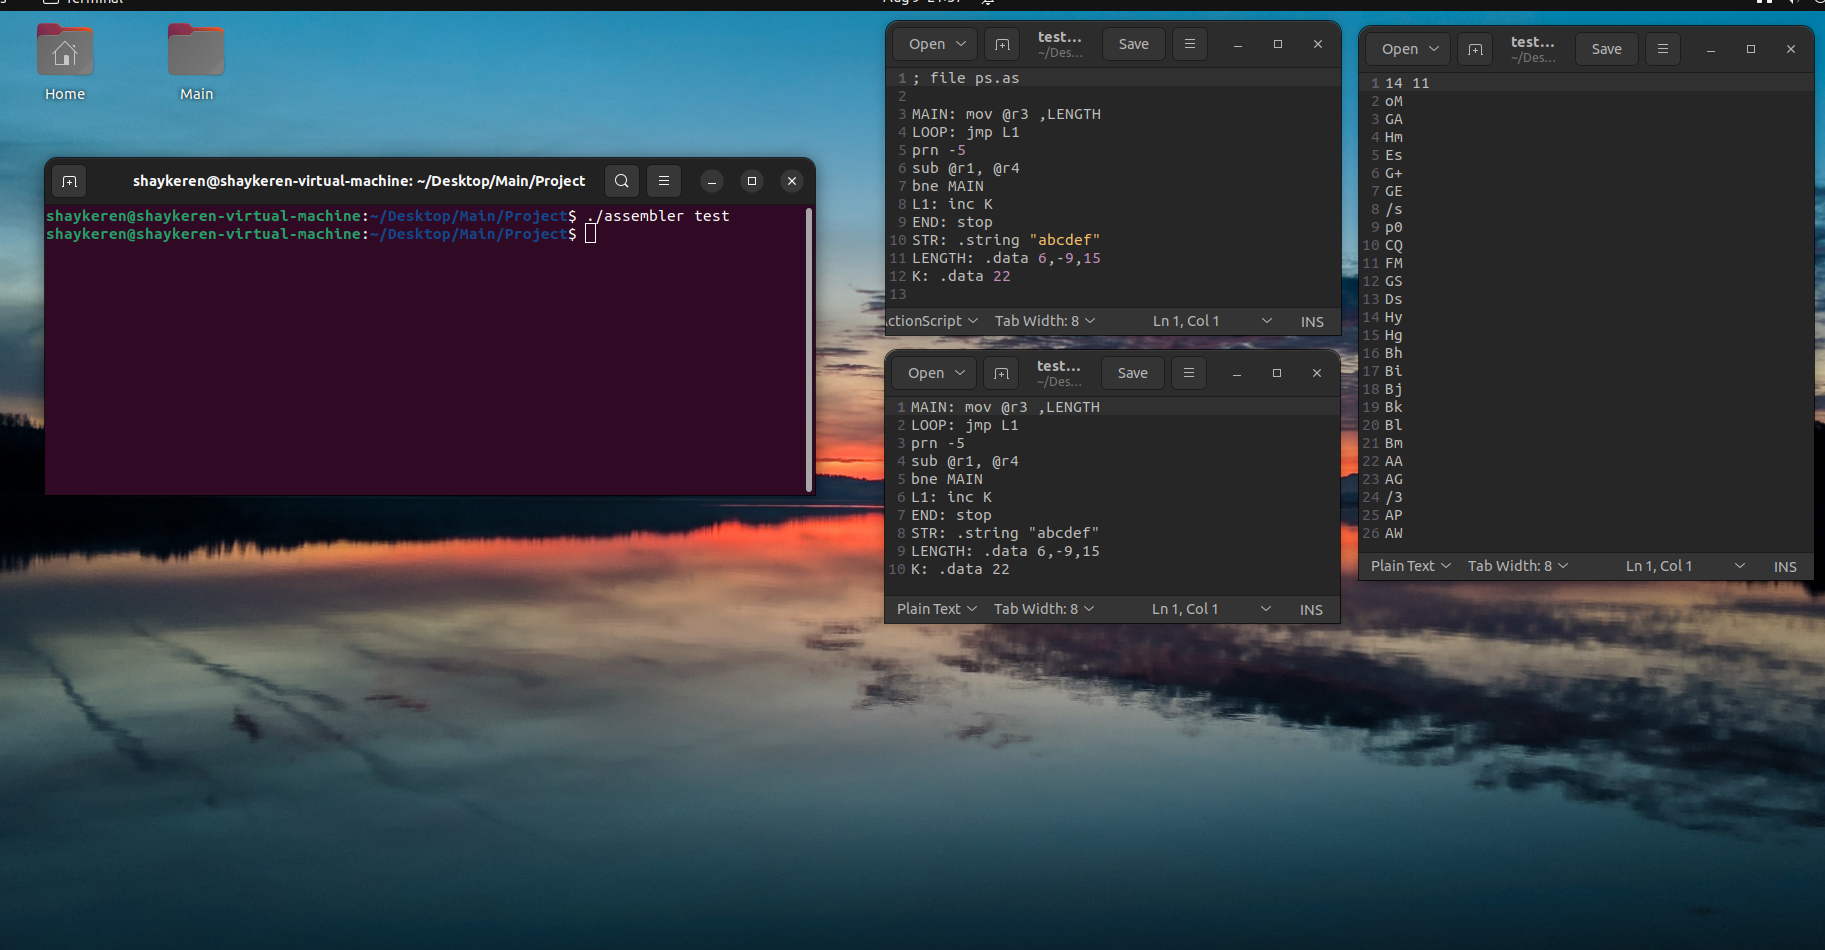 Terminal
Home
Main
shaykeren@shaykeren-virtual-machine: ~/Desktop/Main/Project
shaykeren@shaykeren-virtual-machine:~/Desktop/Main/Project$ ./assembler test
shaykeren@shaykeren-virtual-machine:~/Desktop/Main/Project$
Open test... Save
~/Des...
1 ; file ps.as
2
3 MAIN: mov @r3 ,LENGTH
4 LOOP: jmp L1
5 prn -5
6 sub @r1, @r4
7 bne MAIN
8 L1: inc K
9 END: stop
10 STR: .string "abcdef"
11 LENGTH: .data 6,-9,15
12 K: .data 22
13
ctionScript Tab Width: 8 Ln 1, Col 1 INS
Open test... Save
~/Des...
1 MAIN: mov @r3 ,LENGTH
2 LOOP: jmp L1
3 prn -5
4 sub @r1, @r4
5 bne MAIN
6 L1: inc K
7 END: stop
8 STR: .string "abcdef"
9 LENGTH: .data 6,-9,15
10 K: .data 22
Plain Text Tab Width: 8 Ln 1, Col 1 INS
Open test... Save
~/Des...
1 14 11
2 oM
3 GA
4 Hm
5 Es
6 G+
7 GE
8 /s
9 p0
10 CQ
11 FM
12 GS
13 Ds
14 Hy
15 Hg
16 Bh
17 Bi
18 Bj
19 Bk
20 Bl
21 Bm
22 AA
23 AG
24 /3
25 AP
26 AW
Plain Text Tab Width: 8 Ln 1, Col 1 INS